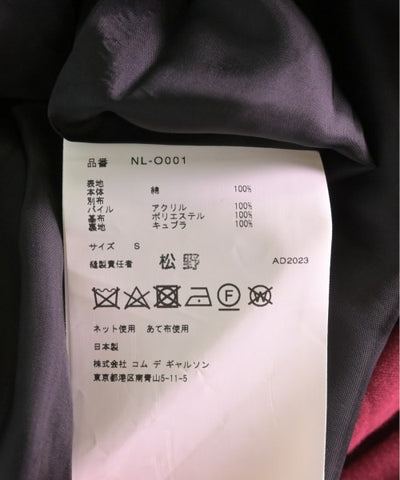 品番 NL-O001
表地
本体 綿 100%
別布
パイル アクリル 100%
基布 ポリエステル 100%
裏地 キュプラ 100%
サイズ S
縫製責任者 松野 AD2023
ネット使用 あて布使用
日本製
株式会社 コム デ ギャルソン
東京都港区南青山5-11-5